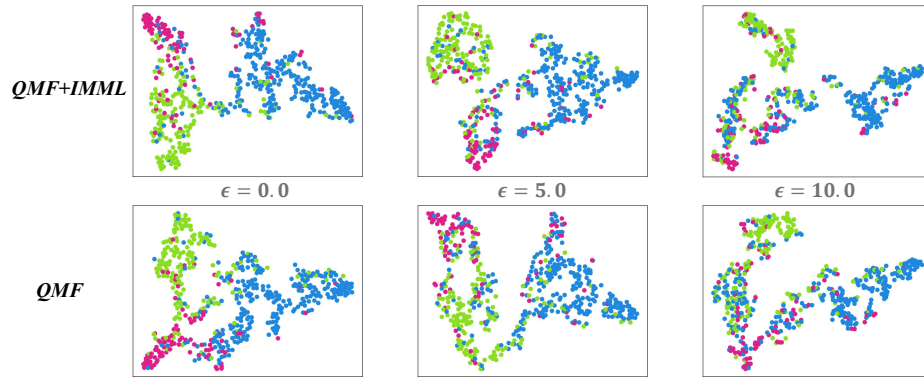 QMF+IMML
ϵ = 0.0
ϵ = 5.0
ϵ = 10.0
QMF